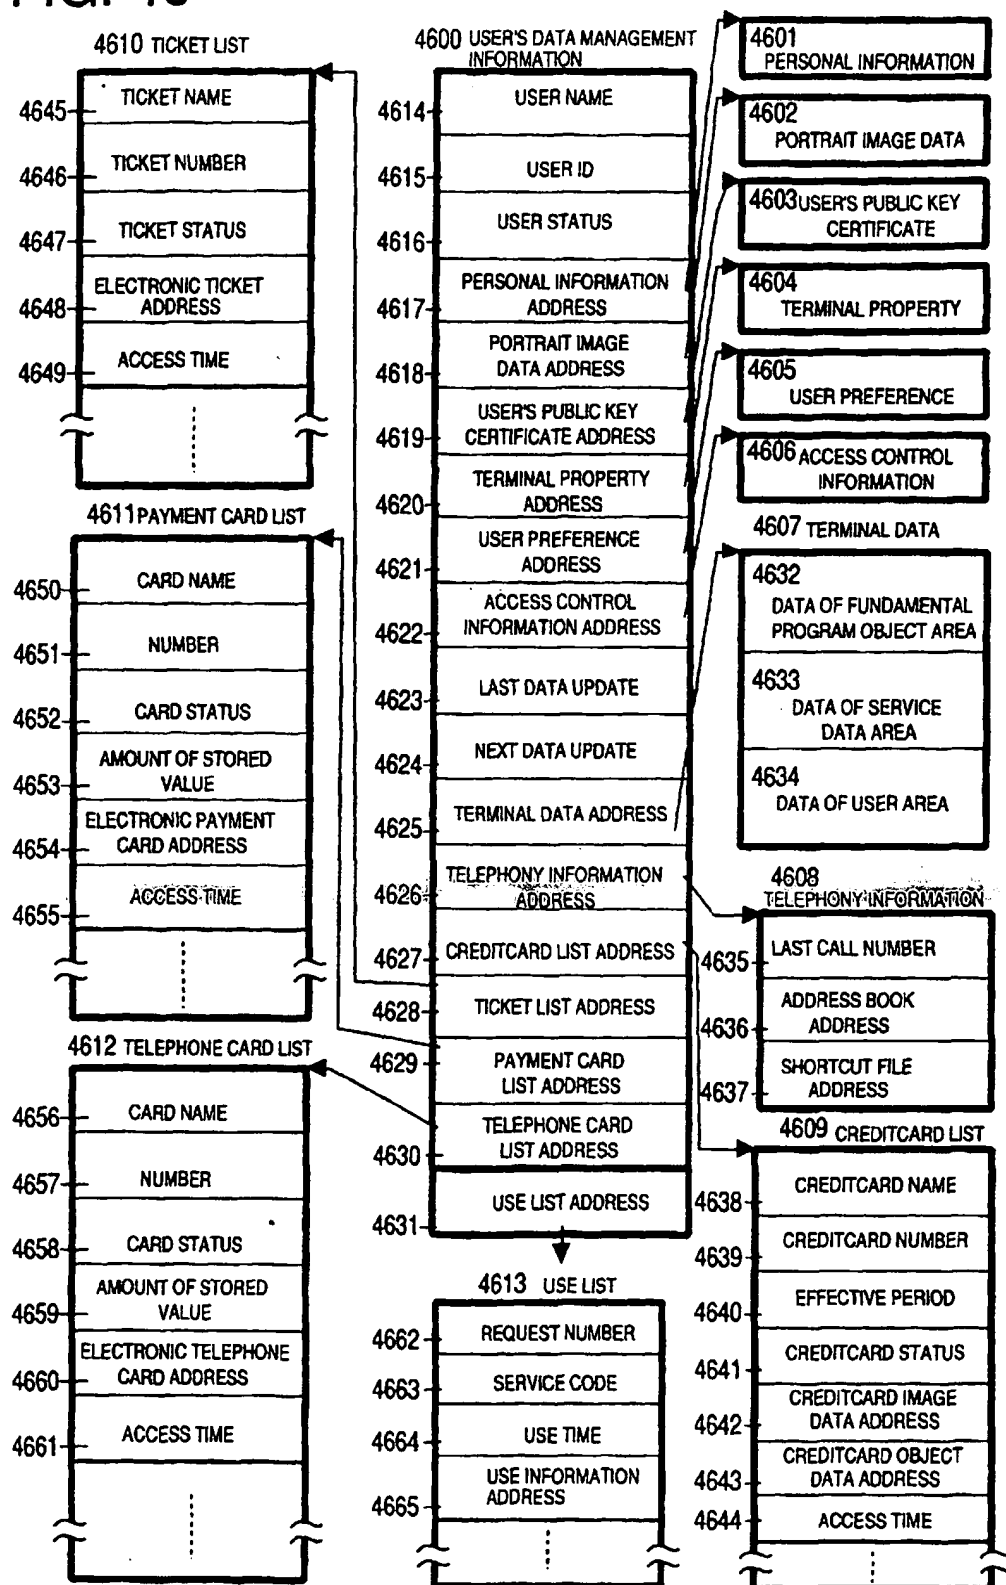 4610 TICKET LIST
4645 TICKET NAME
4646 TICKET NUMBER
4647 TICKET STATUS
ELECTRONIC TICKET
4648 ADDRESS
4649 ACCESS TIME
4611 PAYMENT CARD LIST
4650 CARD NAME
4651 NUMBER
4652 CARD STATUS
AMOUNT OF STORED
4653 VALUE
ELECTRONIC PAYMENT
4654 CARD ADDRESS
4655 ACCESS TIME
4612 TELEPHONE CARD LIST
4656 CARD NAME
4657 NUMBER
4658 CARD STATUS
AMOUNT OF STORED
4659 VALUE
ELECTRONIC TELEPHONE
4660 CARD ADDRESS
4661 ACCESS TIME
4600 USER'S DATA MANAGEMENT
INFORMATION
4614 USER NAME
4615 USER ID
4616 USER STATUS
PERSONAL INFORMATION
4617 ADDRESS
PORTRAIT IMAGE
4618 DATA ADDRESS
USER'S PUBLIC KEY
4619 CERTIFICATE ADDRESS
TERMINAL PROPERTY
4620 ADDRESS
USER PREFERENCE
4621 ADDRESS
ACCESS CONTROL
4622 INFORMATION ADDRESS
4623 LAST DATA UPDATE
4624 NEXT DATA UPDATE
4625 TERMINAL DATA ADDRESS
TELEPHONY INFORMATION
4626 ADDRESS
4627 CREDITCARD LIST ADDRESS
4628 TICKET LIST ADDRESS
4629 PAYMENT CARD
LIST ADDRESS
TELEPHONE CARD
4630 LIST ADDRESS
4631 USE LIST ADDRESS
4613 USE LIST
4662 REQUEST NUMBER
4663 SERVICE CODE
4664 USE TIME
USE INFORMATION
4665 ADDRESS
4601
PERSONAL INFORMATION
4602
PORTRAIT IMAGE DATA
4603 USER'S PUBLIC KEY
CERTIFICATE
4604
TERMINAL PROPERTY
4605
USER PREFERENCE
4606 ACCESS CONTROL
INFORMATION
4607 TERMINAL DATA
4632
DATA OF FUNDAMENTAL
PROGRAM OBJECT AREA
4633
DATA OF SERVICE
DATA AREA
4634
DATA OF USER AREA
4608
TELEPHONY INFORMATION
4635 LAST CALL NUMBER
ADDRESS BOOK
4636 ADDRESS
SHORTCUT FILE
4637 ADDRESS
4609 CREDITCARD LIST
4638 CREDITCARD NAME
4639 CREDITCARD NUMBER
4640 EFFECTIVE PERIOD
4641 CREDITCARD STATUS
CREDITCARD IMAGE
4642 DATA ADDRESS
CREDITCARD OBJECT
4643 DATA ADDRESS
4644 ACCESS TIME